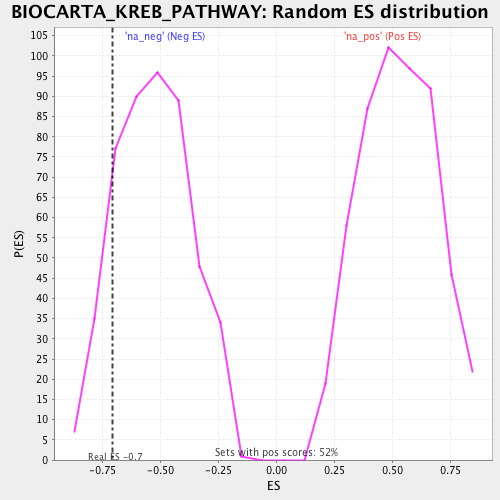 BIOCARTA_KREB_PATHWAY: Random ES distribution
'na_neg' (Neg ES)
'na_pos' (Pos ES)
105
100
95
90
85
80
75
70
65
60
55
50
45
40
35
30
25
20
15
10
5
0
P(ES)
Real ES -0.7
Sets with pos scores: 52%
-0.75 -0.50 -0.25 0.00 0.25 0.50 0.75
ES